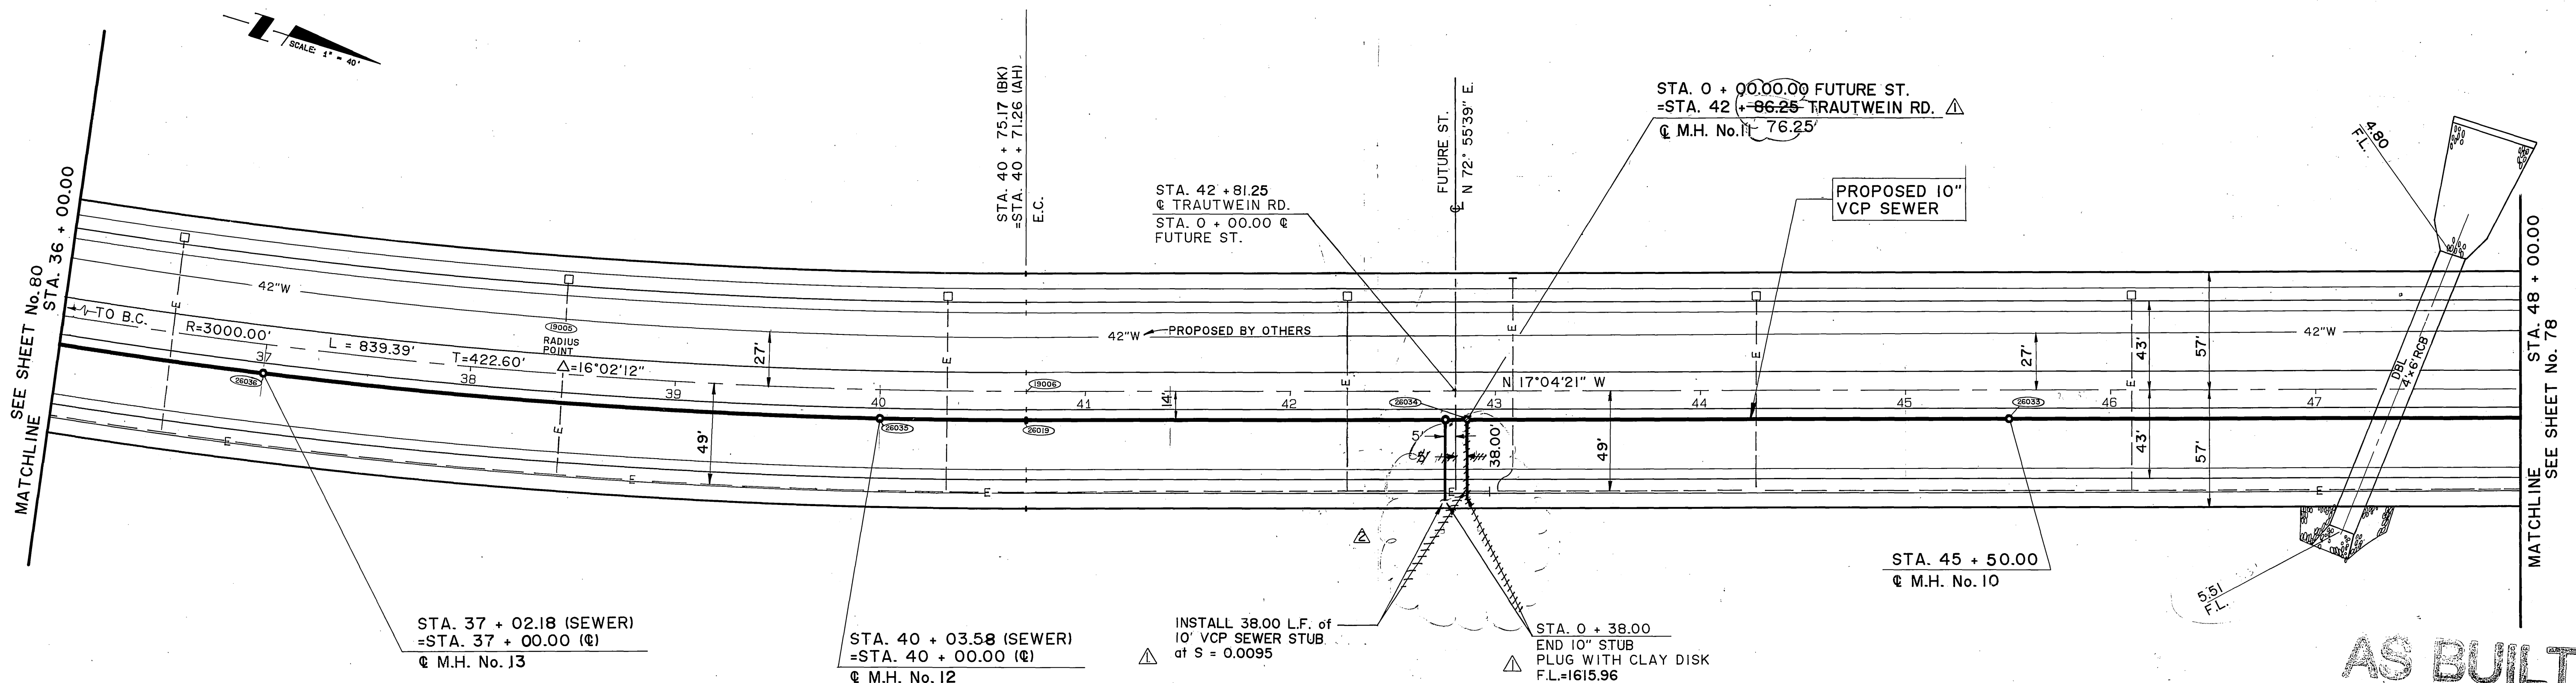 SCALE: 1" = 40'
MATCHLINE SEE SHEET No. 80
STA. 36 + 00.00
TO B.C.
R=3000.00'
L = 839.39'
T=422.60'
△=16°02'12"
42"W
19005
RADIUS
POINT
37
38
39
40
41
42
43
44
45
46
47
26036
26035
26019
19006
26034
26033
27'
49'
14'
STA. 40 + 75.17 (BK)
=STA. 40 + 71.26 (AH)
E.C.
42"W
PROPOSED BY OTHERS
STA. 42 + 81.25
℄ TRAUTWEIN RD.
STA. 0 + 00.00 ℄
FUTURE ST.
℄ FUTURE ST.
N 72° 55'39" E.
STA. 0 + 00.00.00 FUTURE ST.
=STA. 42 + 86.25 TRAUTWEIN RD. 1
℄ M.H. No. 11 76.25'
PROPOSED 10"
VCP SEWER
N 17°04'21" W
5'
38.00'
49'
27'
43'
57'
43'
57'
42"W
DBL
4'x6' RCB
4.80
F.L.
5.51
F.L.
E
E
E
E
E
E
E
E
E
E
E
E
MATCHLINE STA. 48 + 00.00
SEE SHEET No. 78
STA. 37 + 02.18 (SEWER)
=STA. 37 + 00.00 (℄)
℄ M.H. No. 13
STA. 40 + 03.58 (SEWER)
=STA. 40 + 00.00 (℄)
℄ M.H. No. 12
2
INSTALL 38.00 L.F. of
10' VCP SEWER STUB
1 at S = 0.0095
STA. 0 + 38.00
END 10" STUB
1 PLUG WITH CLAY DISK
F.L.=1615.96
STA. 45 + 50.00
℄ M.H. No. 10
AS BUILT